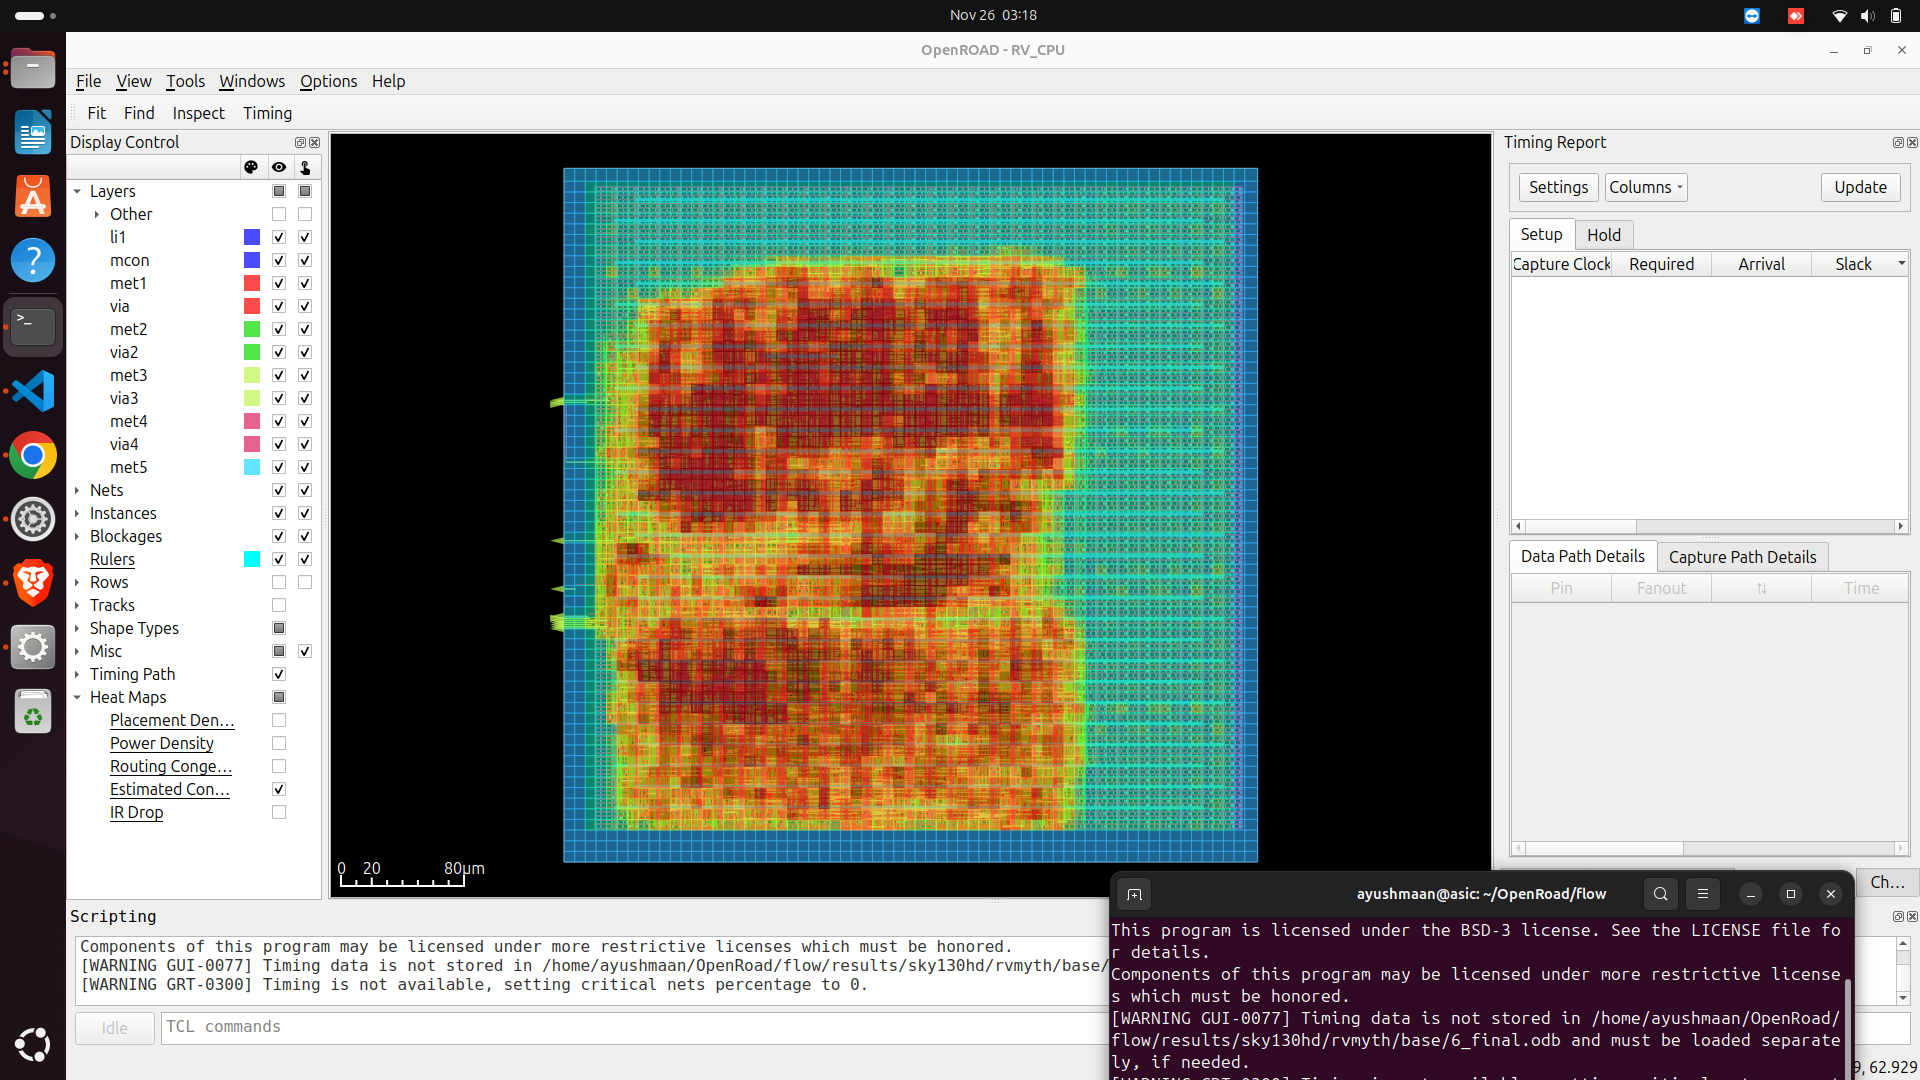 Nov 26 03:18
OpenROAD - RV_CPU
File View Tools Windows Options Help
Fit Find Inspect Timing
Display Control
Layers
Other
li1
mcon
met1
via
met2
via2
met3
via3
met4
via4
met5
Nets
Instances
Blockages
Rulers
Rows
Tracks
Shape Types
Misc
Timing Path
Heat Maps
Placement Den...
Power Density
Routing Conge...
Estimated Con...
IR Drop
0 20 80μm
Timing Report
Settings Columns Update
Setup Hold
Capture Clock Required Arrival Slack
Data Path Details Capture Path Details
Pin Fanout ⇅ Time
Ch...
Scripting
Components of this program may be licensed under more restrictive licenses which must be honored.
[WARNING GUI-0077] Timing data is not stored in /home/ayushmaan/OpenRoad/flow/results/sky130hd/rvmyth/base/
[WARNING GRT-0300] Timing is not available, setting critical nets percentage to 0.
Idle TCL commands
ayushmaan@asic: ~/OpenRoad/flow
This program is licensed under the BSD-3 license. See the LICENSE file fo
r details.
Components of this program may be licensed under more restrictive license
s which must be honored.
[WARNING GUI-0077] Timing data is not stored in /home/ayushmaan/OpenRoad/
flow/results/sky130hd/rvmyth/base/6_final.odb and must be loaded separate
ly, if needed.
9, 62.929